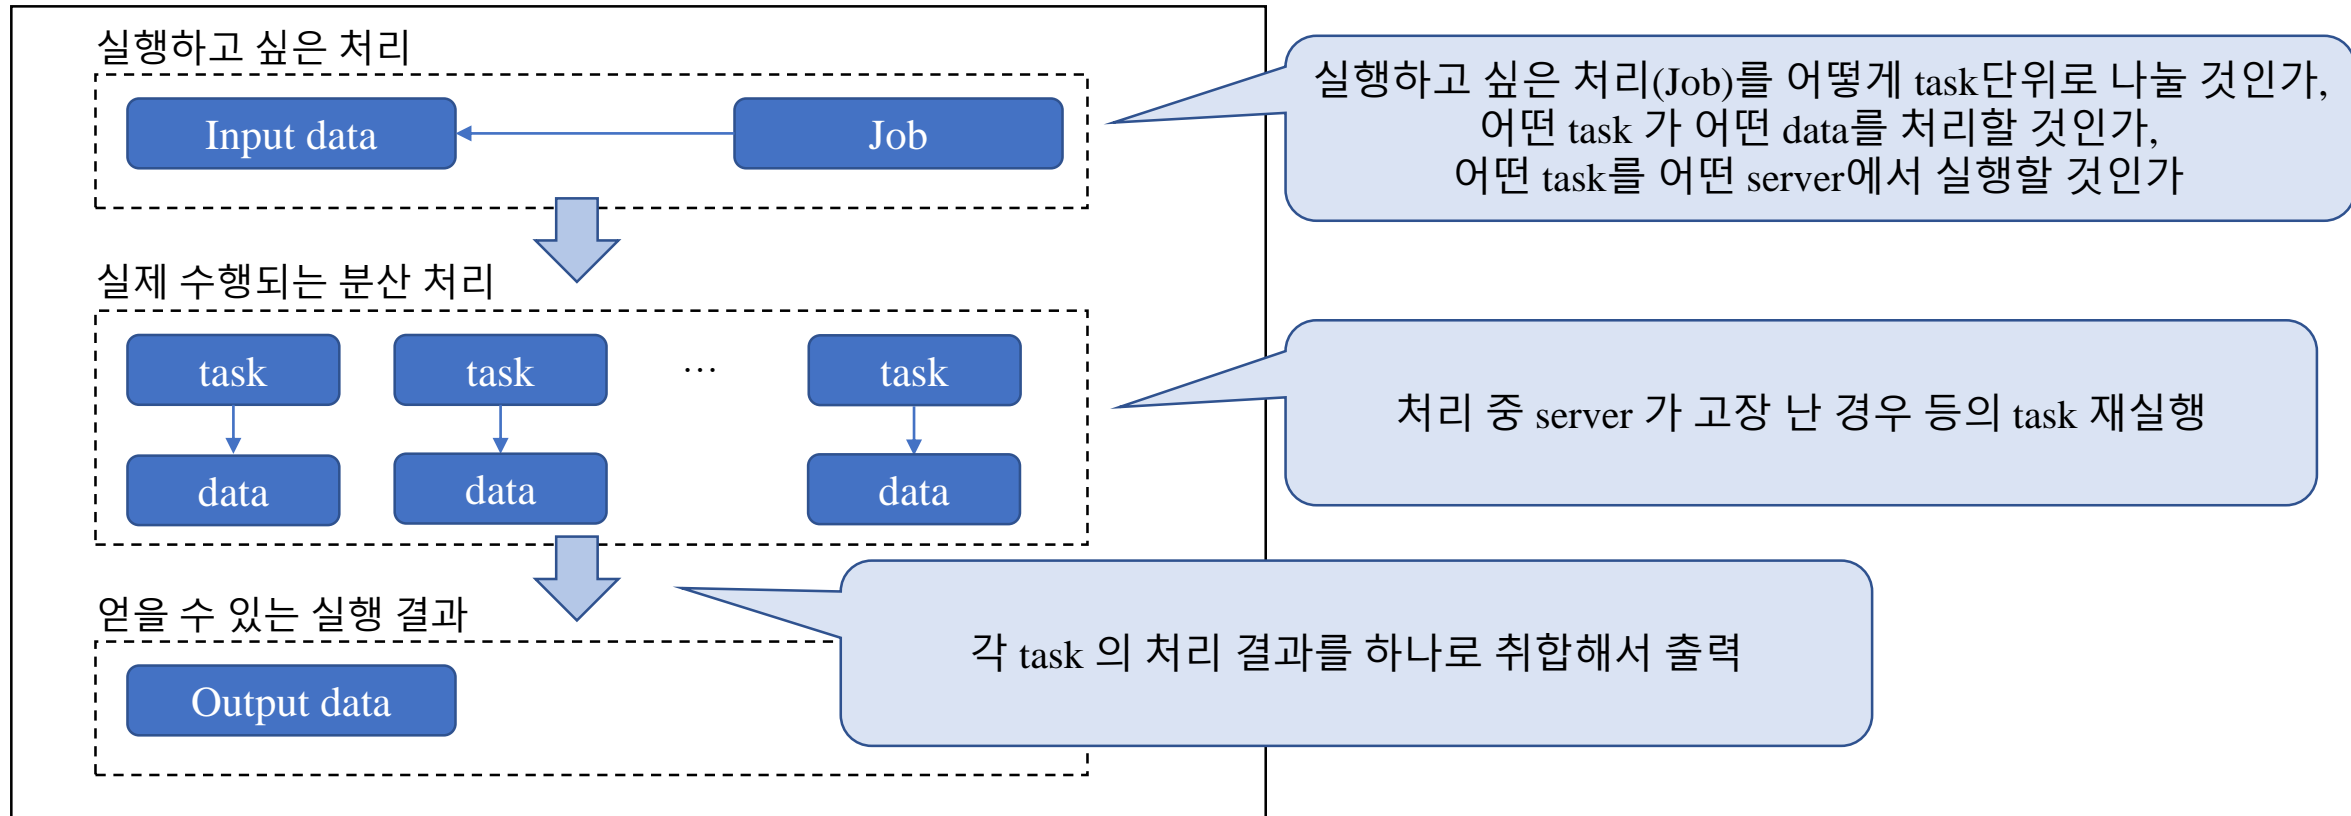 실행하고 싶은 처리
Input data
Job
실행하고 싶은 처리(Job)를 어떻게 task단위로 나눌 것인가,
어떤 task 가 어떤 data를 처리할 것인가,
어떤 task를 어떤 server에서 실행할 것인가
실제 수행되는 분산 처리
task
task
…
task
data
data
data
처리 중 server 가 고장 난 경우 등의 task 재실행
얻을 수 있는 실행 결과
Output data
각 task 의 처리 결과를 하나로 취합해서 출력